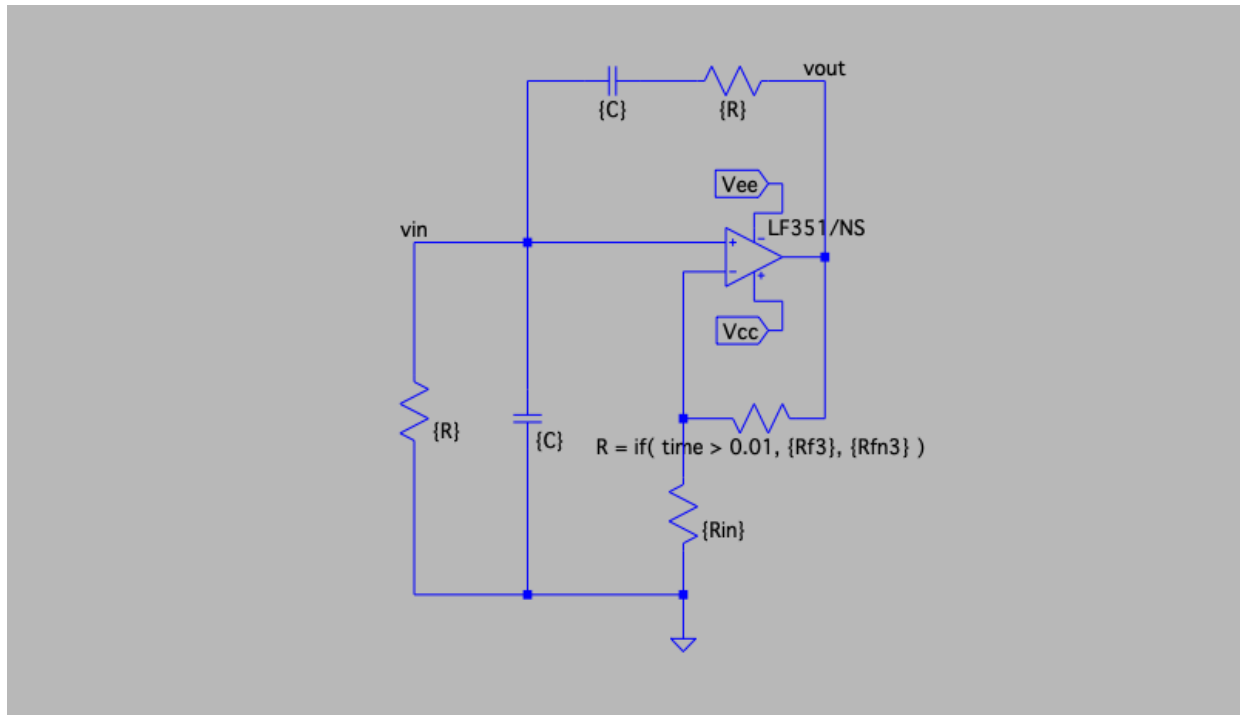 vout
{C}
{R}
Vee
LF351/NS
vin
+
−
−
+
Vcc
{R}
{C}
R = if( time > 0.01, {Rf3}, {Rfn3} )
{Rin}